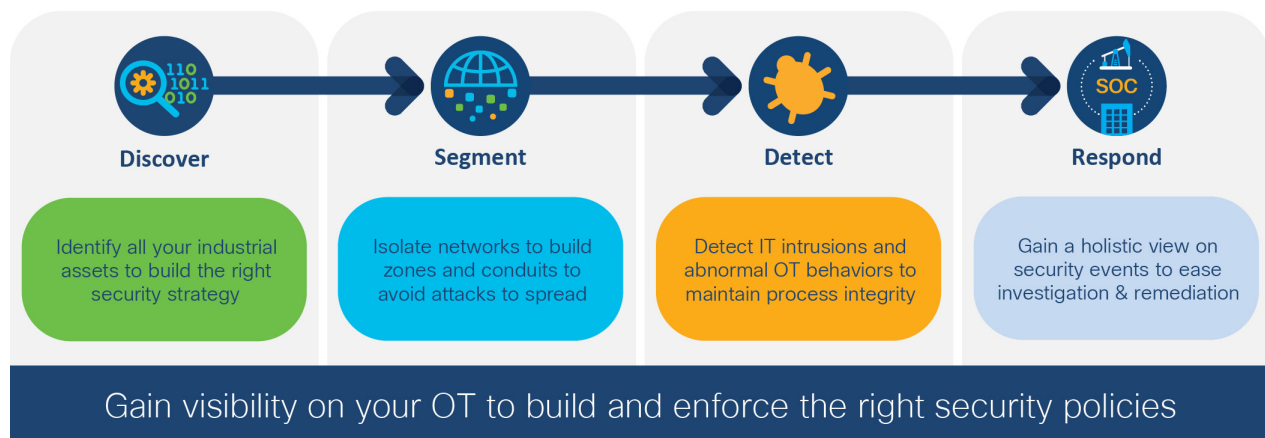 110
1011
010
SOC
Discover
Segment
Detect
Respond
Identify all your industrial
assets to build the right
security strategy
Isolate networks to build
zones and conduits to
avoid attacks to spread
Detect IT intrusions and
abnormal OT behaviors to
maintain process integrity
Gain a holistic view on
security events to ease
investigation & remediation
Gain visibility on your OT to build and enforce the right security policies